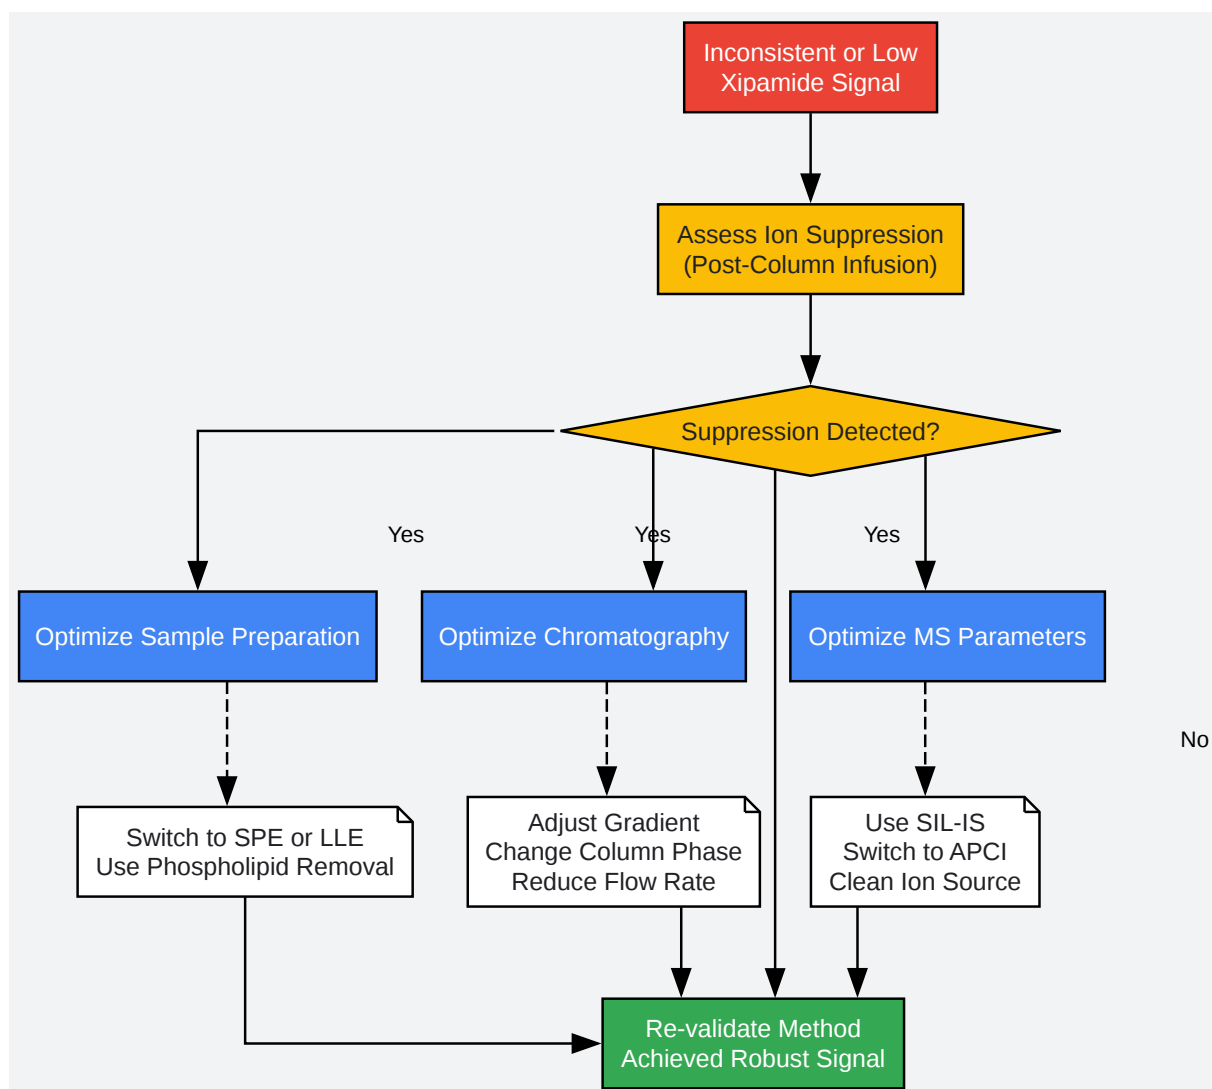 Inconsistent or Low
Xipamide Signal
Assess Ion Suppression
(Post-Column Infusion)
Suppression Detected?
Yes
Yes
Yes
Optimize Sample Preparation
Optimize Chromatography
Optimize MS Parameters
No
Switch to SPE or LLE
Use Phospholipid Removal
Adjust Gradient
Change Column Phase
Reduce Flow Rate
Use SIL-IS
Switch to APCI
Clean Ion Source
Re-validate Method
Achieved Robust Signal